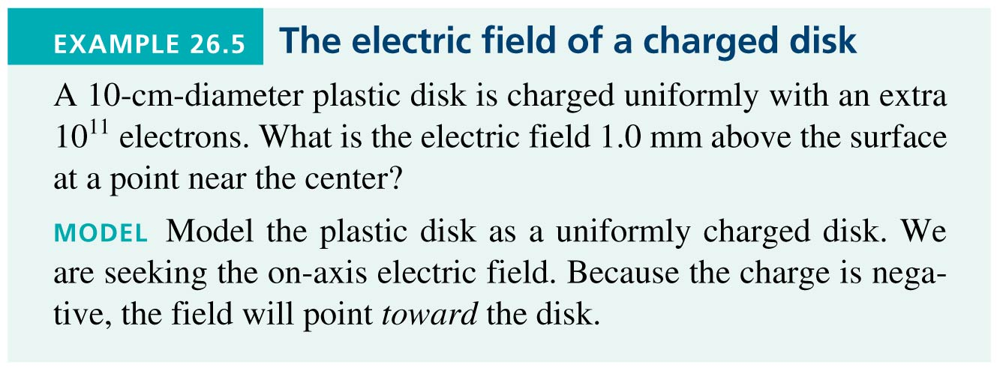 EXAMPLE 26.5 The electric field of a charged disk
A 10-cm-diameter plastic disk is charged uniformly with an extra
10¹¹ electrons. What is the electric field 1.0 mm above the surface
at a point near the center?
MODEL Model the plastic disk as a uniformly charged disk. We
are seeking the on-axis electric field. Because the charge is nega-
tive, the field will point toward the disk.